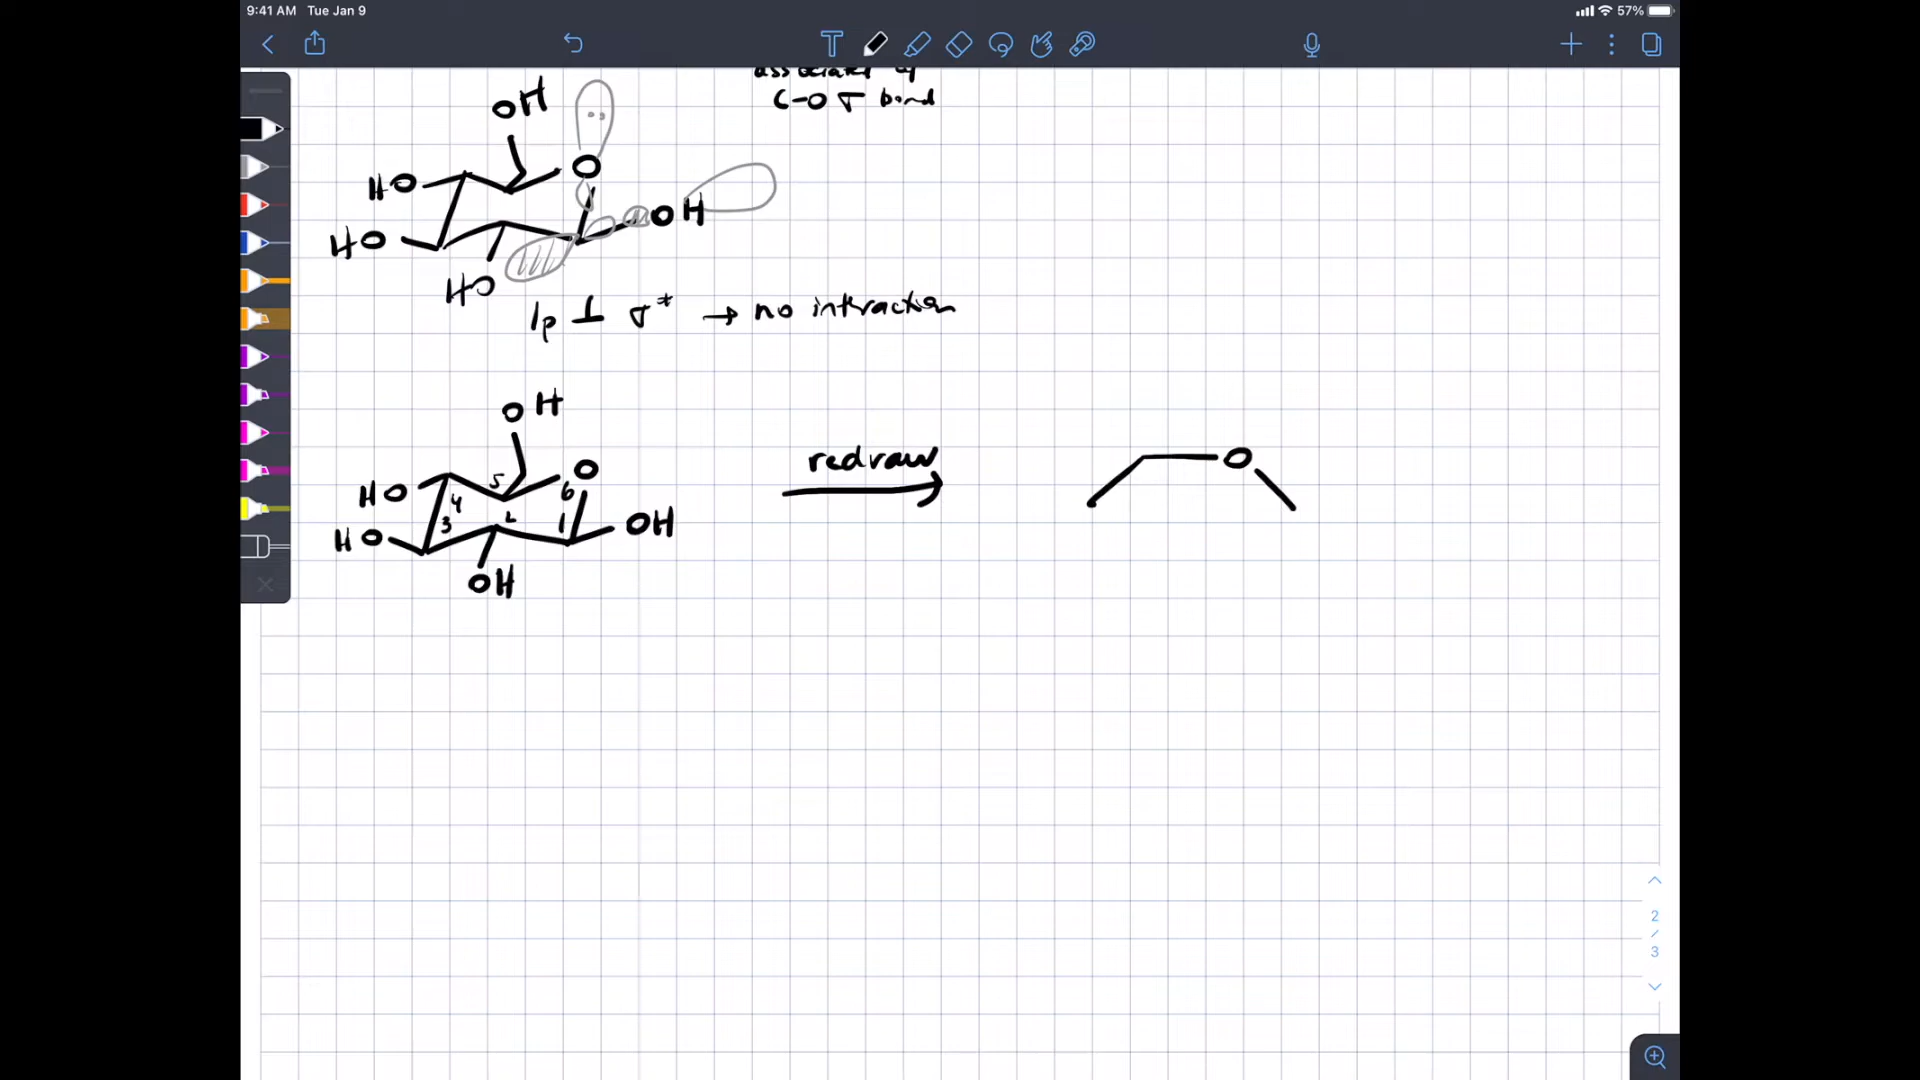 9:41 AM Tue Jan 9
57%
T
associated w/
C-O σ bond
OH
O
HO
OH
HO
HO
lp ⊥ σ* → no interaction
OH
O
HO
5
6
4
3
2
1
HO
OH
OH
redraw
O
2
/
3